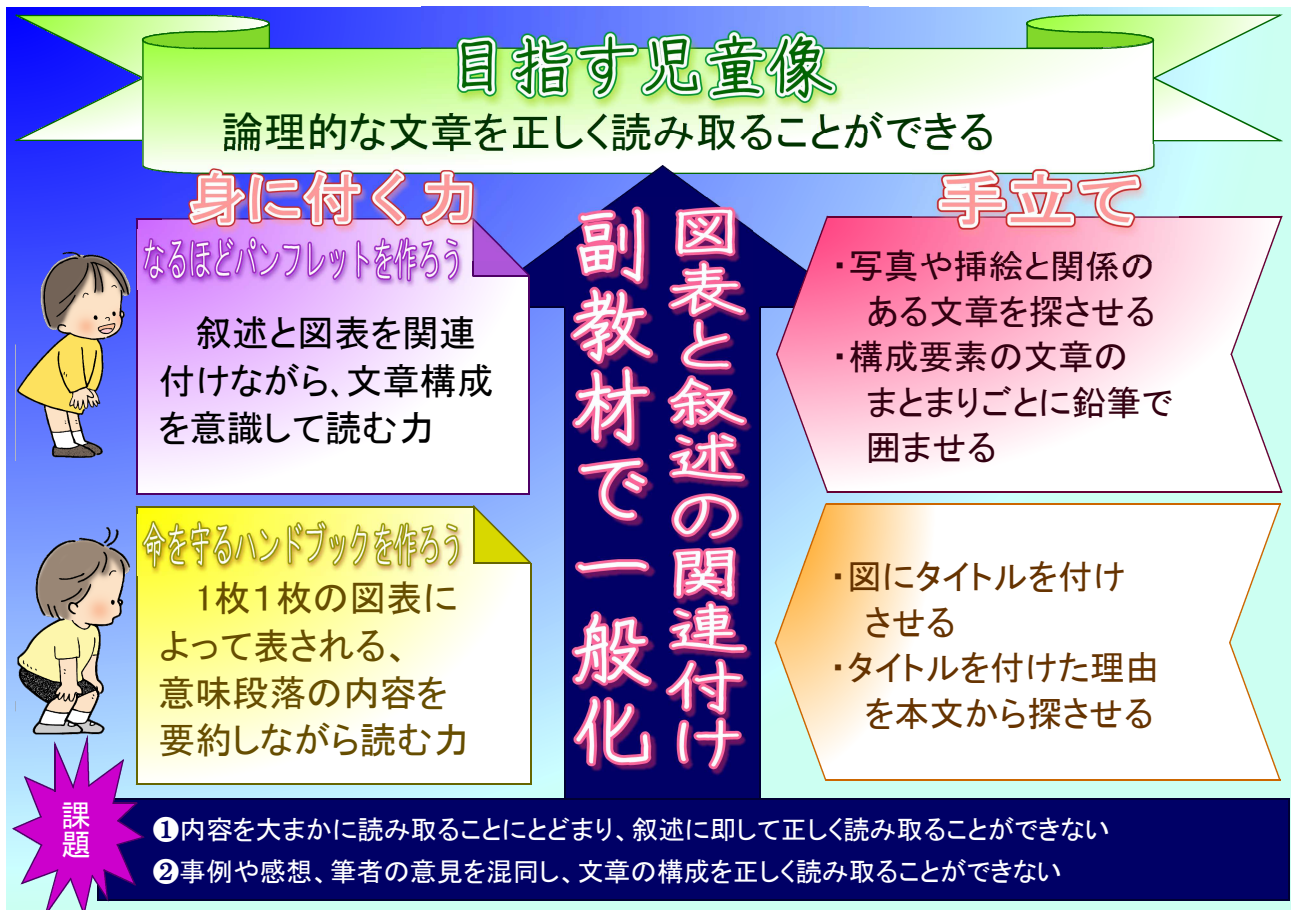 目指す児童像
論理的な文章を正しく読み取ることができる
身に付く力
なるほどパンフレットを作ろう
叙述と図表を関連
付けながら、文章構成
を意識して読む力
命を守るハンドブックを作ろう
1枚1枚の図表に
よって表される、
意味段落の内容を
要約しながら読む力
図表と叙述の関連付け
副教材で一般化
手立て
・写真や挿絵と関係の
ある文章を探させる
・構成要素の文章の
まとまりごとに鉛筆で
囲ませる
・図にタイトルを付け
させる
・タイトルを付けた理由
を本文から探させる
課題
❶内容を大まかに読み取ることにとどまり、叙述に即して正しく読み取ることができない
❷事例や感想、筆者の意見を混同し、文章の構成を正しく読み取ることができない